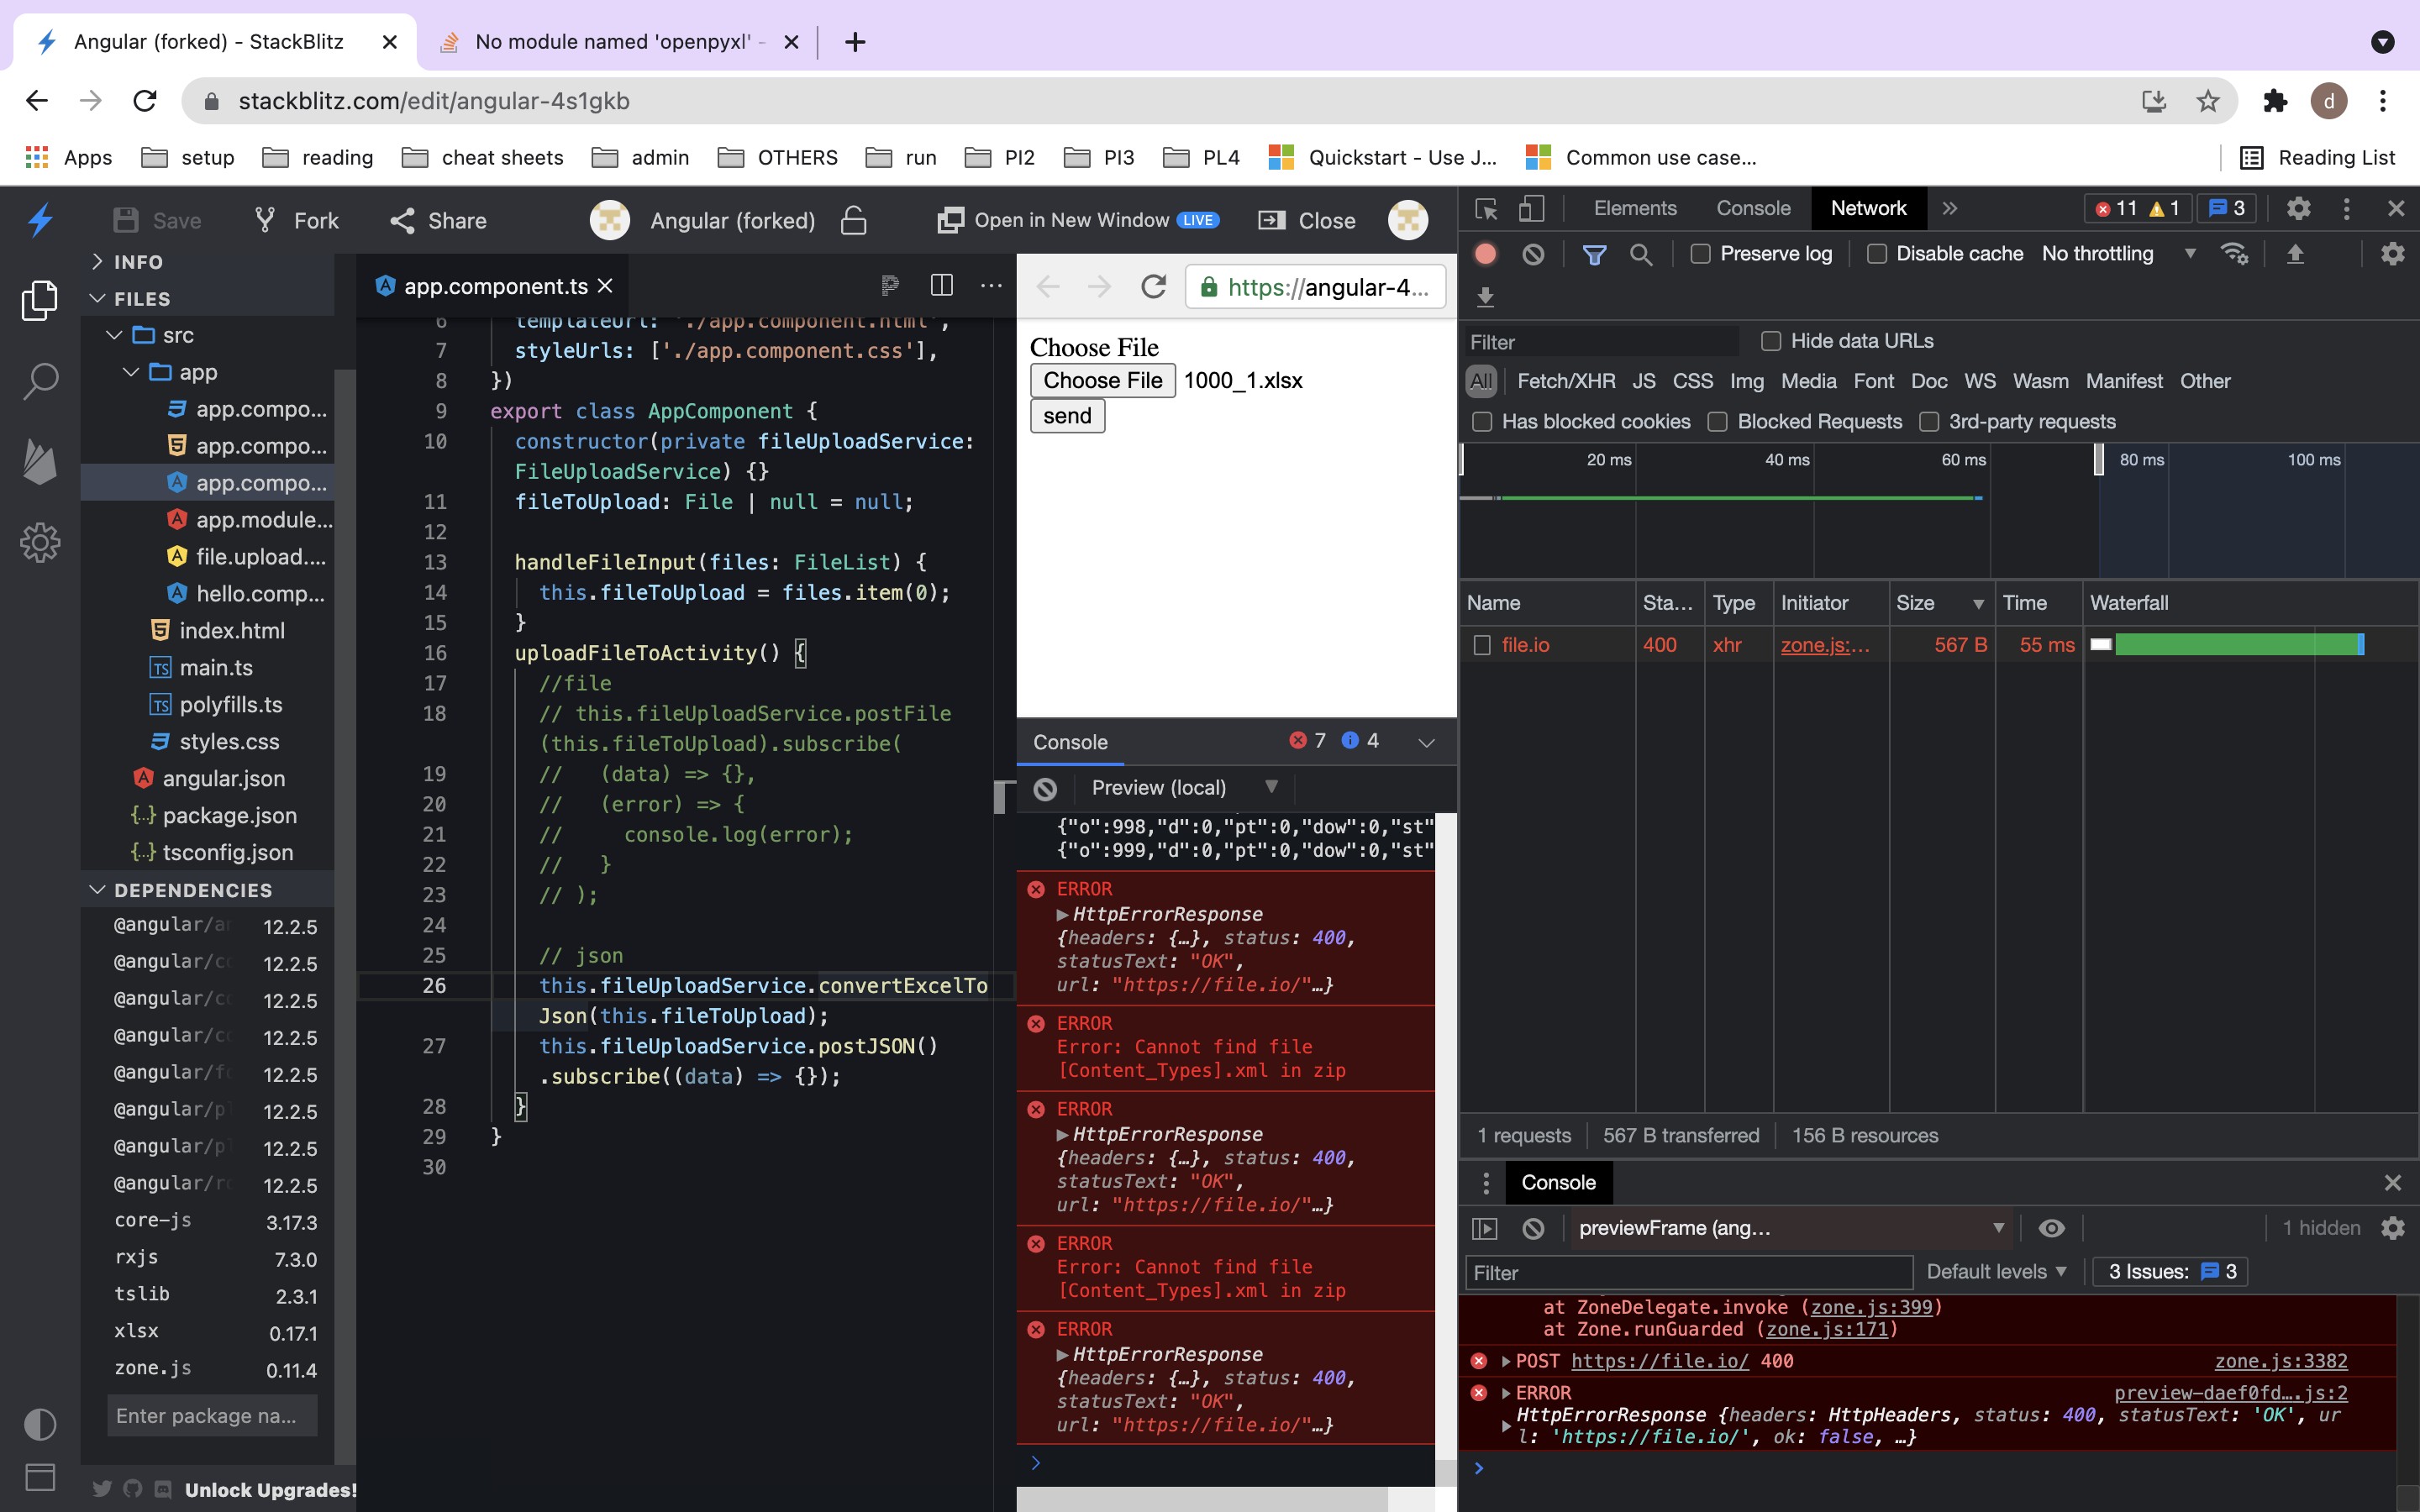 Angular (forked) - StackBlitz
No module named 'openpyxl' -
stackblitz.com/edit/angular-4s1gkb
d
Apps setup reading cheat sheets admin OTHERS run PI2 PI3 PL4 Quickstart - Use J... Common use case... Reading List
Save Fork Share Angular (forked) Open in New Window LIVE Close
INFO
FILES
src
app
app.compo...
app.compo...
app.compo...
app.module...
file.upload....
hello.comp...
index.html
main.ts
polyfills.ts
styles.css
angular.json
package.json
tsconfig.json
DEPENDENCIES
@angular/ 12.2.5
@angular/ 12.2.5
@angular/ 12.2.5
@angular/ 12.2.5
@angular/ 12.2.5
@angular/ 12.2.5
@angular/ 12.2.5
@angular/ 12.2.5
core-js 3.17.3
rxjs 7.3.0
tslib 2.3.1
xlsx 0.17.1
zone.js 0.11.4
Enter package na...
Unlock Upgrades!
app.component.ts
6 templateUrl: './app.component.html',
7 styleUrls: ['./app.component.css'],
8 })
9 export class AppComponent {
10 constructor(private fileUploadService:
FileUploadService) {}
11 fileToUpload: File | null = null;
12
13 handleFileInput(files: FileList) {
14 this.fileToUpload = files.item(0);
15 }
16 uploadFileToActivity() {
17 //file
18 // this.fileUploadService.postFile
(this.fileToUpload).subscribe(
19 // (data) => {},
20 // (error) => {
21 // console.log(error);
22 // }
23 // );
24
25 // json
26 this.fileUploadService.convertExcelTo
Json(this.fileToUpload);
27 this.fileUploadService.postJSON()
.subscribe((data) => {});
28 }
29 }
30
https://angular-4...
Choose File
Choose File 1000_1.xlsx
send
Console 7 4
Preview (local)
{"o":998,"d":0,"pt":0,"dow":0,"st"
{"o":999,"d":0,"pt":0,"dow":0,"st"
ERROR
HttpErrorResponse
{headers: {…}, status: 400,
statusText: "OK",
url: "https://file.io/"…}
ERROR
Error: Cannot find file
[Content_Types].xml in zip
ERROR
HttpErrorResponse
{headers: {…}, status: 400,
statusText: "OK",
url: "https://file.io/"…}
ERROR
Error: Cannot find file
[Content_Types].xml in zip
ERROR
HttpErrorResponse
{headers: {…}, status: 400,
statusText: "OK",
url: "https://file.io/"…}
Elements Console Network 11 1 3
Preserve log Disable cache No throttling
Filter Hide data URLs
All Fetch/XHR JS CSS Img Media Font Doc WS Wasm Manifest Other
Has blocked cookies Blocked Requests 3rd-party requests
20 ms 40 ms 60 ms 80 ms 100 ms
Name Sta... Type Initiator Size Time Waterfall
file.io 400 xhr zone.js:... 567 B 55 ms
1 requests 567 B transferred 156 B resources
Console
previewFrame (ang... 1 hidden
Filter Default levels 3 Issues: 3
at ZoneDelegate.invoke (zone.js:399)
at Zone.runGuarded (zone.js:171)
POST https://file.io/ 400 zone.js:3382
ERROR preview-daef0fd….js:2
HttpErrorResponse {headers: HttpHeaders, status: 400, statusText: 'OK', ur
l: 'https://file.io/', ok: false, …}